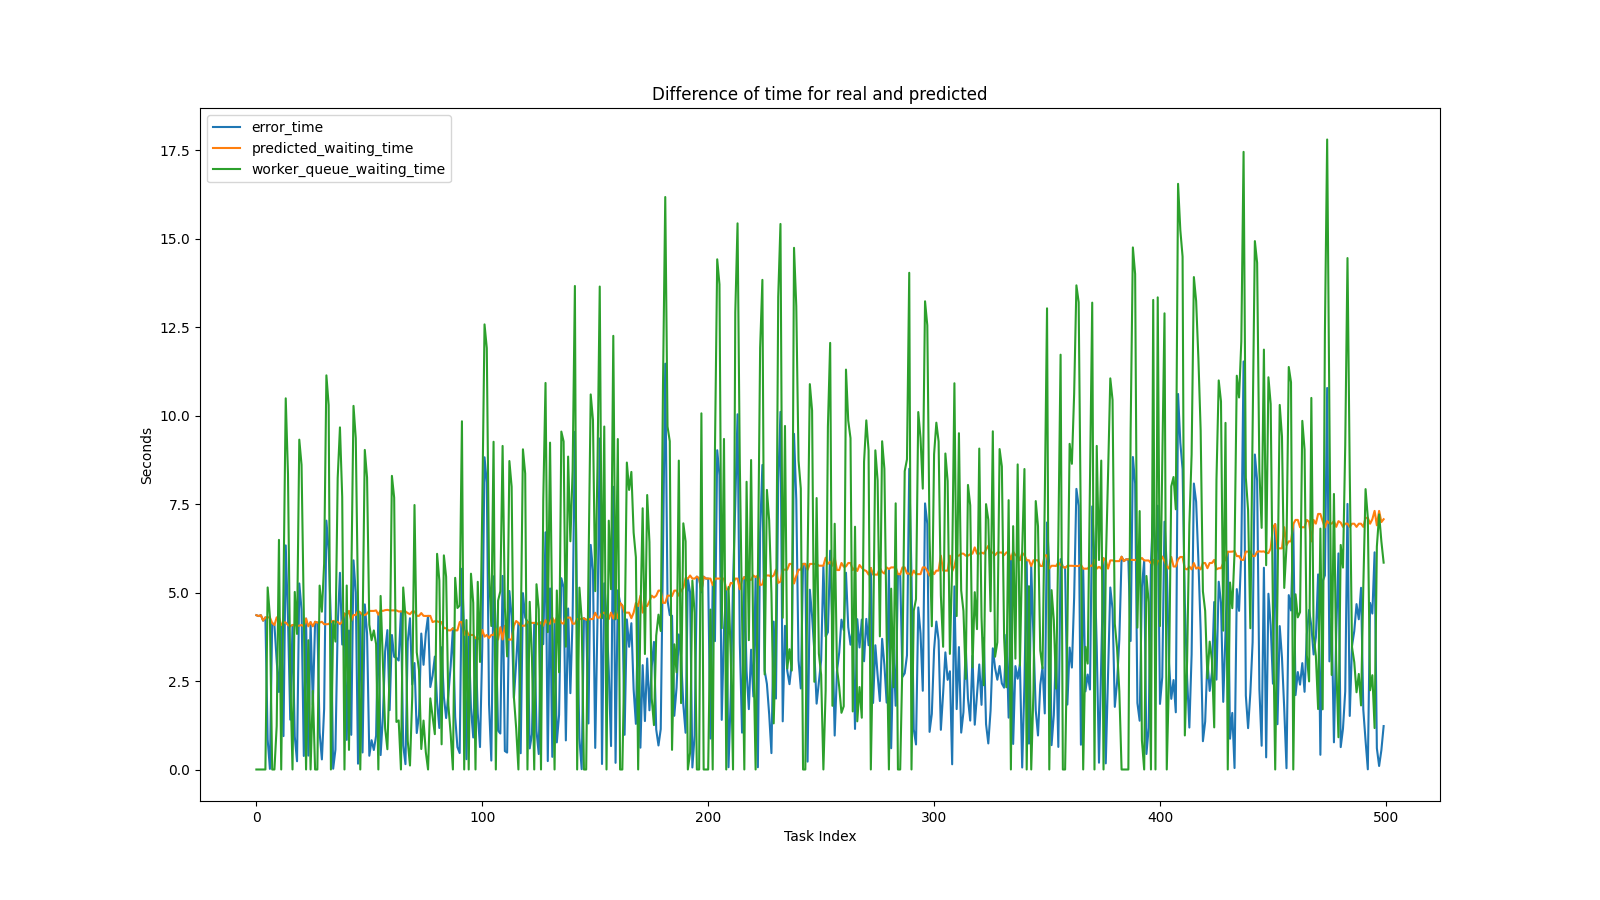 Difference of time for real and predicted
error_time
predicted_waiting_time
worker_queue_waiting_time
17.5
15.0
12.5
10.0
7.5
5.0
2.5
0.0
Seconds
0 100 200 300 400 500
Task Index